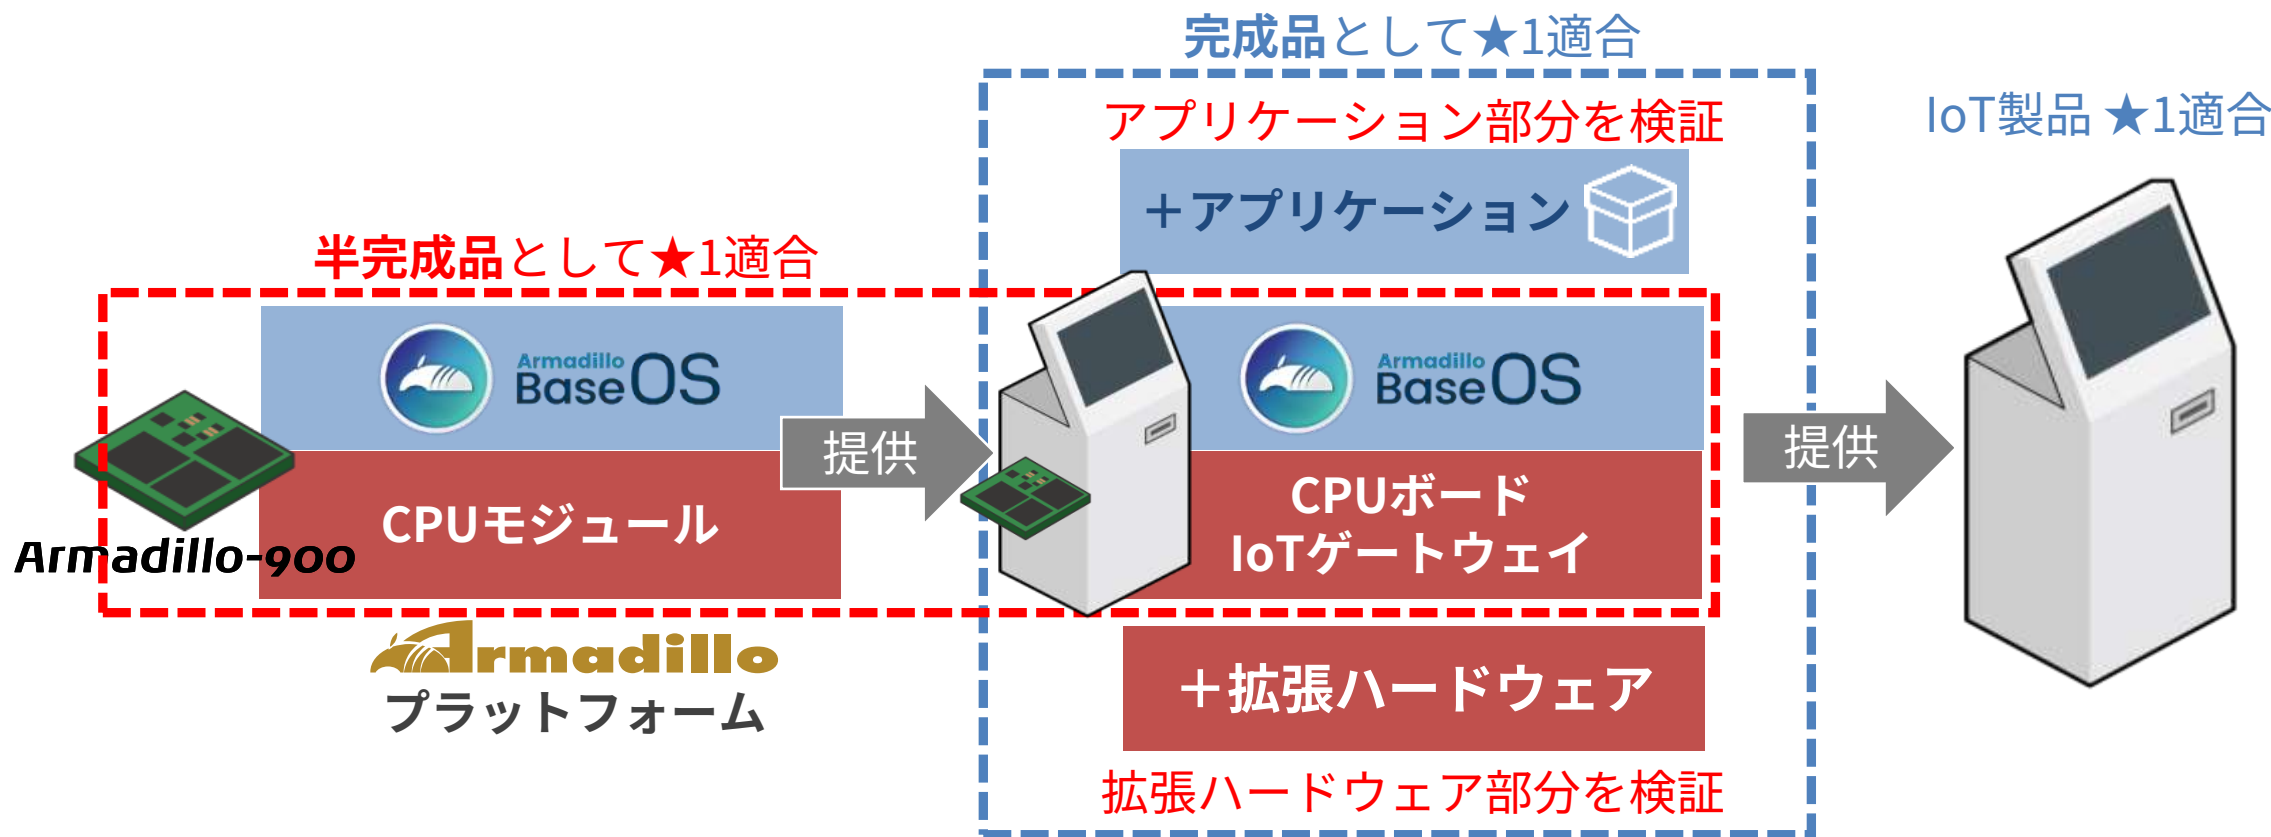 完成品として★1適合
アプリケーション部分を検証
IoT製品 ★1適合
＋アプリケーション
半完成品として★1適合
Armadillo
Base OS
Armadillo
Base OS
提供
提供
CPUモジュール
CPUボード
IoTゲートウェイ
Armadillo-900
Armadillo
プラットフォーム
＋拡張ハードウェア
拡張ハードウェア部分を検証